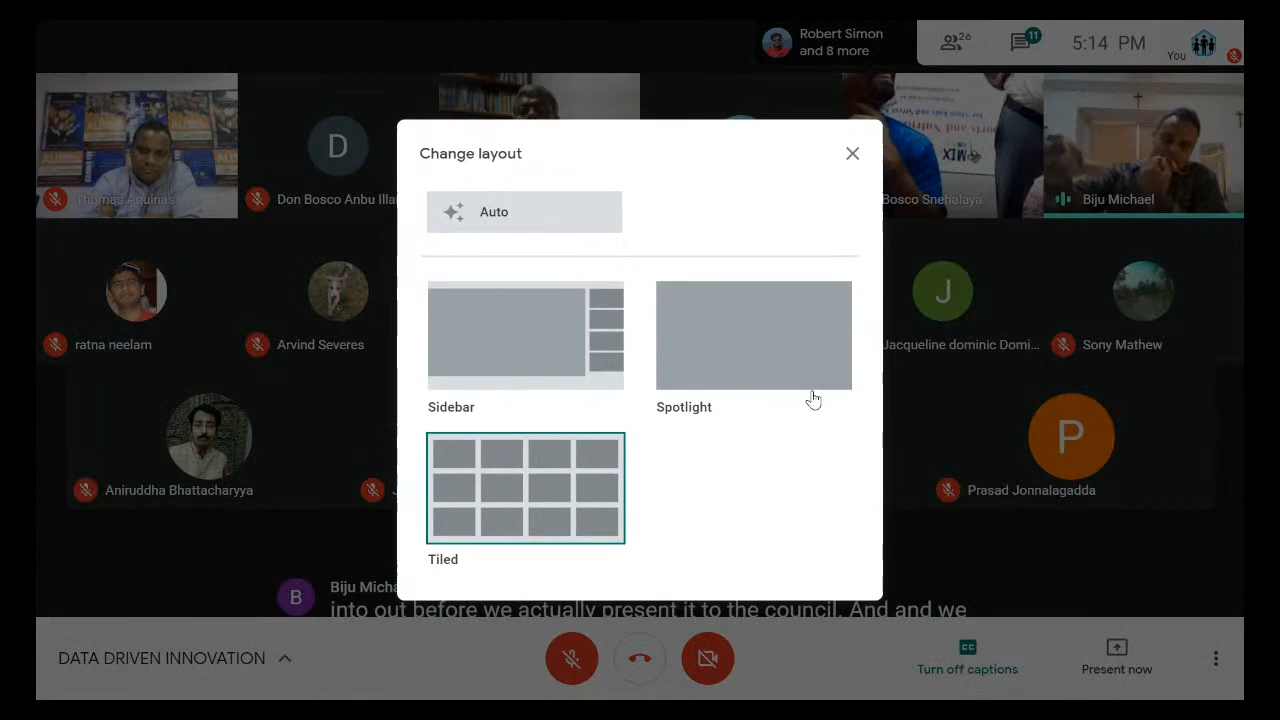 Robert Simon
and 8 more
26
11
5:14 PM
You
Thomas Aquinas
D
Don Bosco Anbu Illa
Bosco Snehalaya
Biju Michael
Change layout
Auto
ratna neelam
Arvind Severes
J
Jacqueline dominic Domi...
Sony Mathew
Sidebar
Spotlight
Aniruddha Bhattacharyya
P
Prasad Jonnalagadda
Tiled
B
Biju Micha
into out before we actually present it to the council. And and we
DATA DRIVEN INNOVATION
CC
Turn off captions
Present now